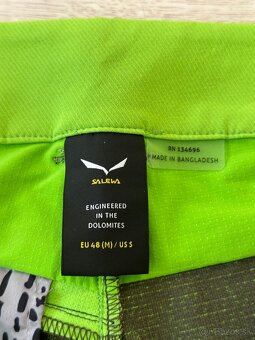 SALEWA
ENGINEERED
IN THE
DOLOMITES
EU 48 (M) / US S
RN 134696
MADE IN BANGLADESH